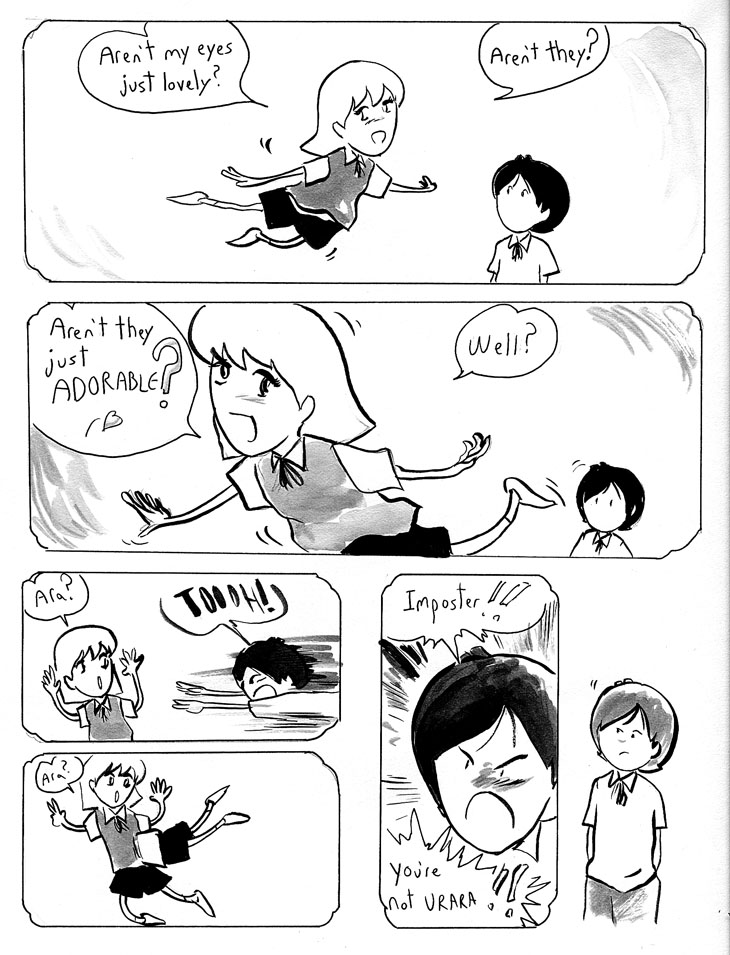 Aren't my eyes
just lovely?
Aren't they?
Aren't they
just
ADORABLE?
Well?
Ara?
TOOOH!
Ara?
Imposter!!
You're
not URARA!!